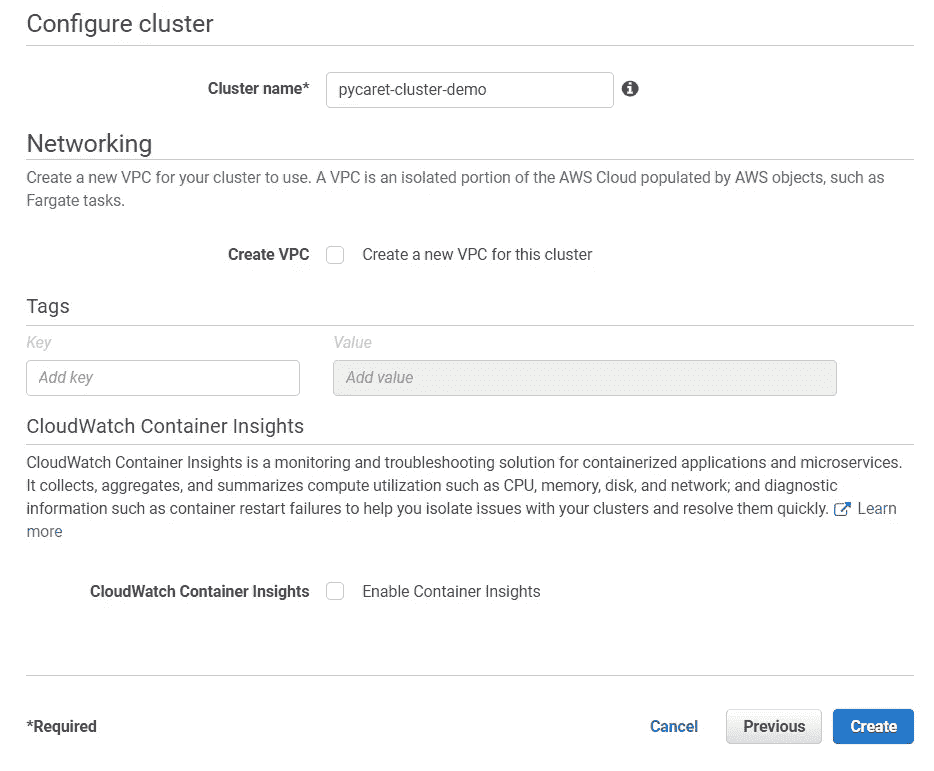 Configure cluster
Cluster name* pycaret-cluster-demo
Networking
Create a new VPC for your cluster to use. A VPC is an isolated portion of the AWS Cloud populated by AWS objects, such as
Fargate tasks.
Create VPC Create a new VPC for this cluster
Tags
Key Value
Add key Add value
CloudWatch Container Insights
CloudWatch Container Insights is a monitoring and troubleshooting solution for containerized applications and microservices.
It collects, aggregates, and summarizes compute utilization such as CPU, memory, disk, and network; and diagnostic
information such as container restart failures to help you isolate issues with your clusters and resolve them quickly. Learn
more
CloudWatch Container Insights Enable Container Insights
*Required Cancel Previous Create